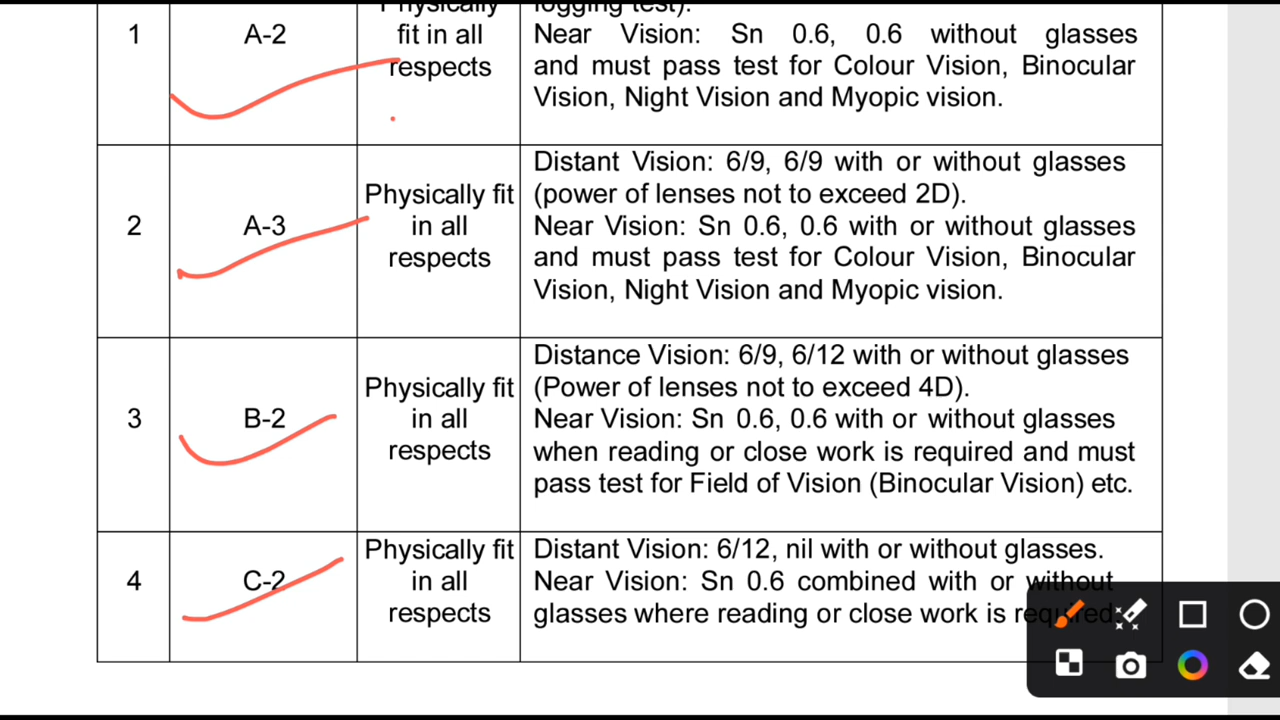 1
A-2
Physically
fit in all
respects
fogging test).
Near Vision: Sn 0.6, 0.6 without glasses
and must pass test for Colour Vision, Binocular
Vision, Night Vision and Myopic vision.
2
A-3
Physically fit
in all
respects
Distant Vision: 6/9, 6/9 with or without glasses
(power of lenses not to exceed 2D).
Near Vision: Sn 0.6, 0.6 with or without glasses
and must pass test for Colour Vision, Binocular
Vision, Night Vision and Myopic vision.
3
B-2
Physically fit
in all
respects
Distance Vision: 6/9, 6/12 with or without glasses
(Power of lenses not to exceed 4D).
Near Vision: Sn 0.6, 0.6 with or without glasses
when reading or close work is required and must
pass test for Field of Vision (Binocular Vision) etc.
4
C-2
Physically fit
in all
respects
Distant Vision: 6/12, nil with or without glasses.
Near Vision: Sn 0.6 combined with or without
glasses where reading or close work is required.